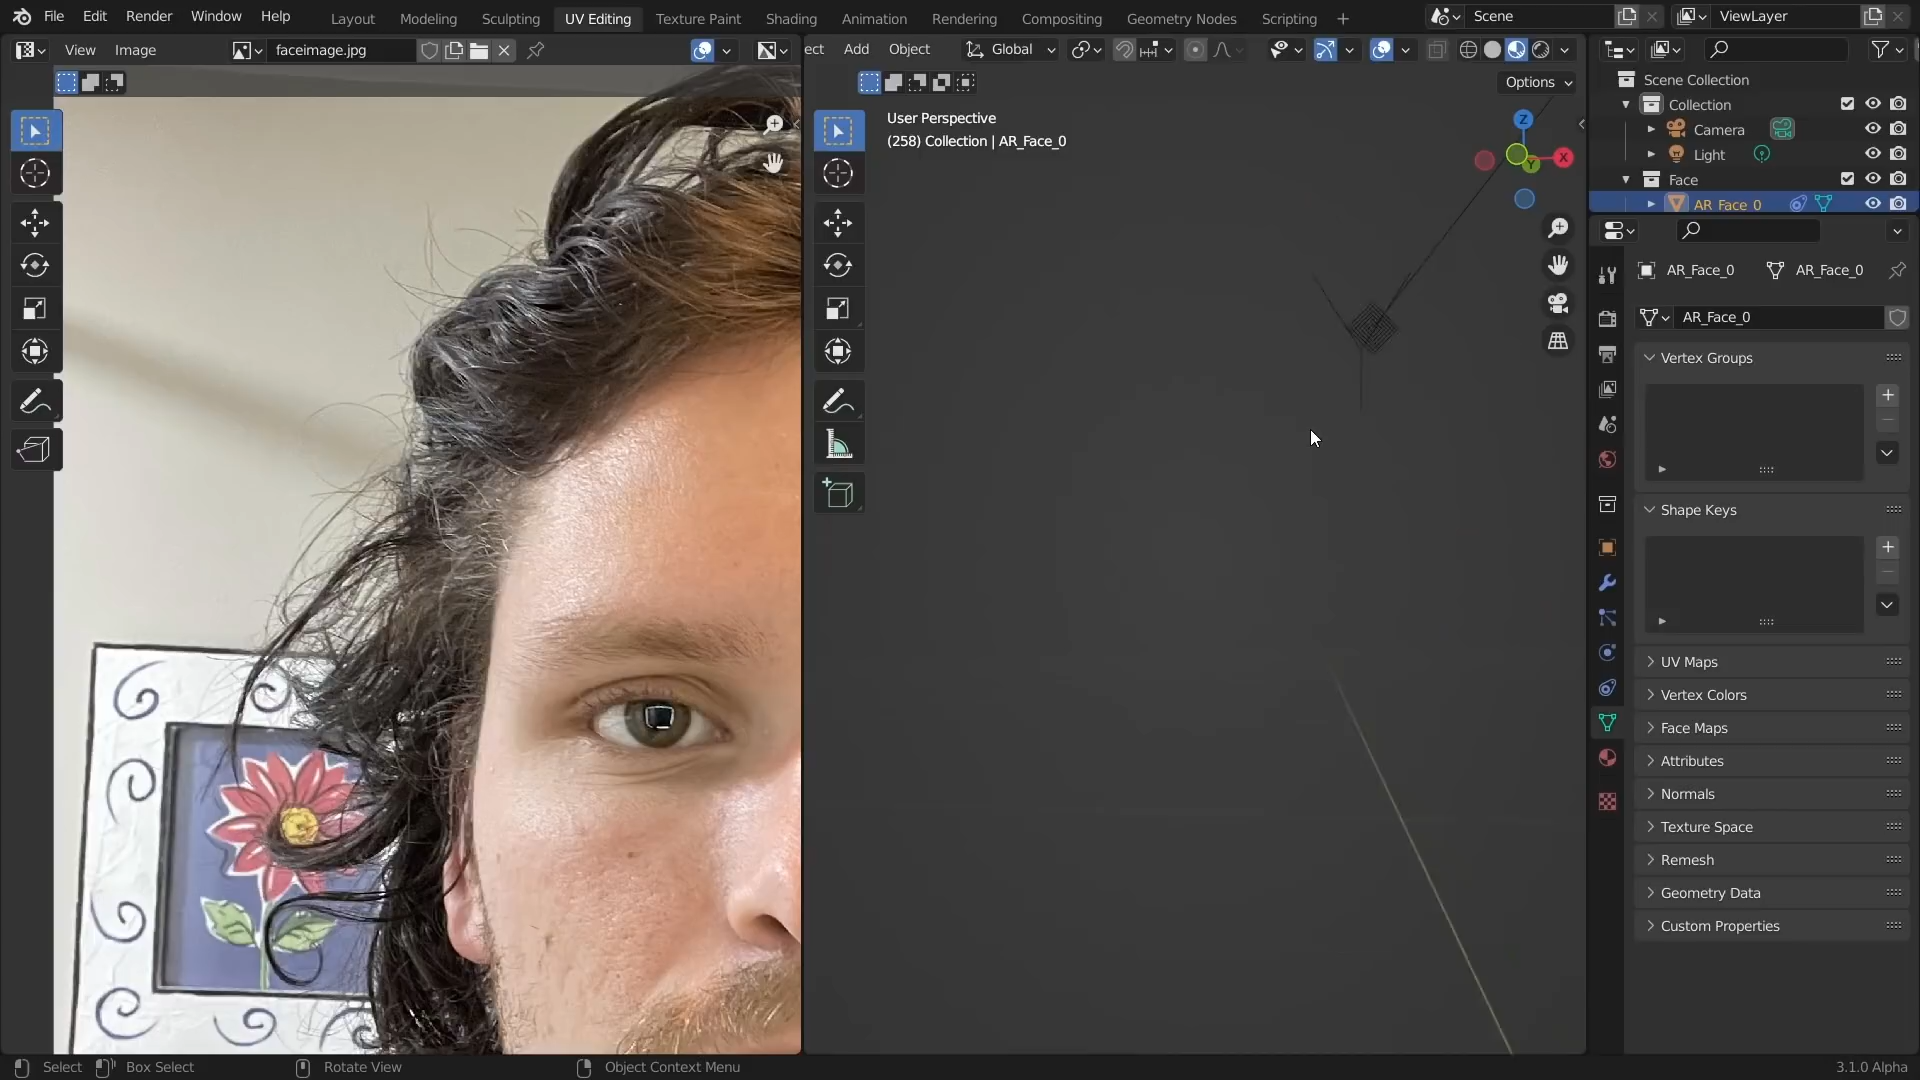 File Edit Render Window Help Layout Modeling Sculpting UV Editing Texture Paint Shading Animation Rendering Compositing Geometry Nodes Scripting + Scene ViewLayer
View Image faceimage.jpg ect Add Object Global
Options
User Perspective
(258) Collection | AR_Face_0
Z
X
Y
Scene Collection
Collection
Camera
Light
Face
AR_Face_0
AR_Face_0 AR_Face_0
AR_Face_0
Vertex Groups
Shape Keys
UV Maps
Vertex Colors
Face Maps
Attributes
Normals
Texture Space
Remesh
Geometry Data
Custom Properties
Select Box Select Rotate View Object Context Menu 3.1.0 Alpha